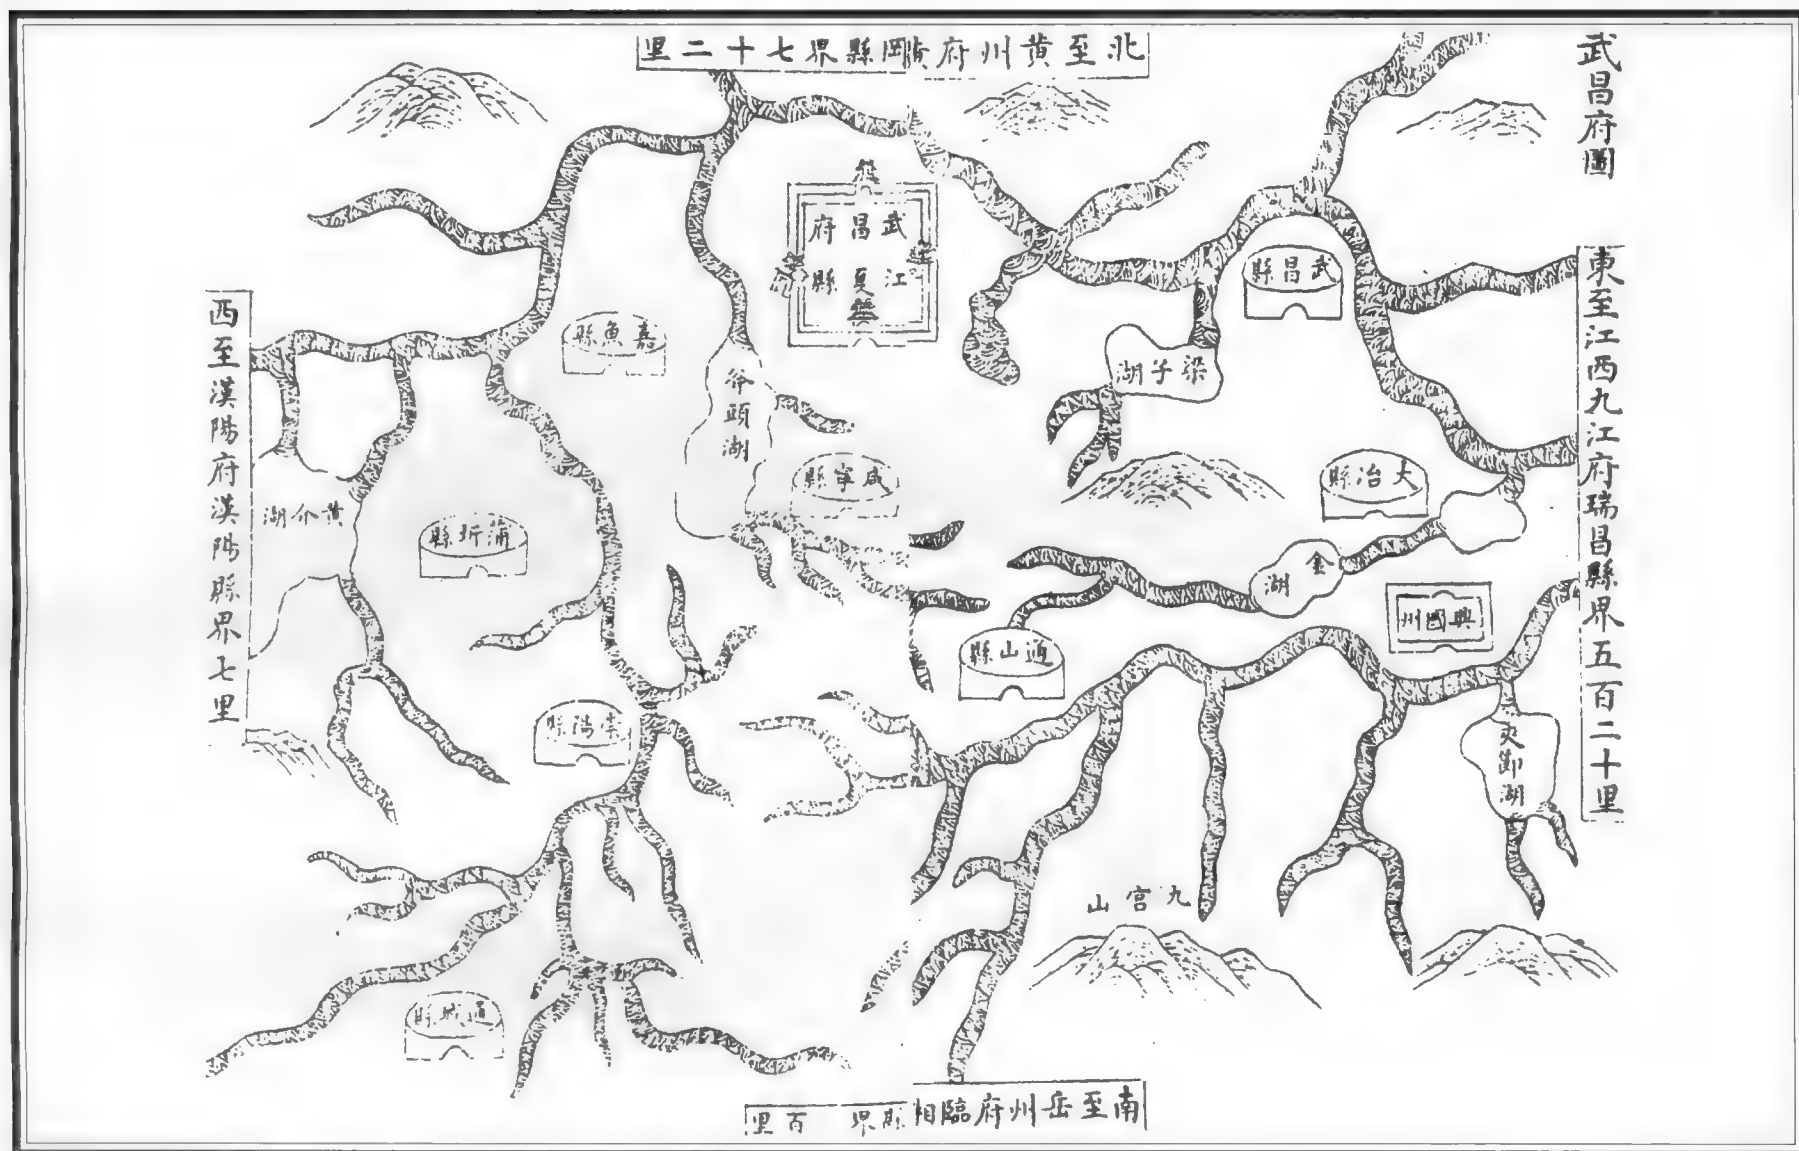 武昌府圖
北至黄州府黄岡縣界七十二里
東至江西九江府瑞昌縣界五百二十里
武昌府
江夏縣
武昌縣
梁子湖
大冶縣
金湖
興國州
通山縣
九宮山
嘉魚縣
斧頭湖
咸寧縣
蒲圻縣
湖
崇陽縣
通城縣
西至漢陽府漢陽縣界七里
南至岳州府臨相縣界 百里